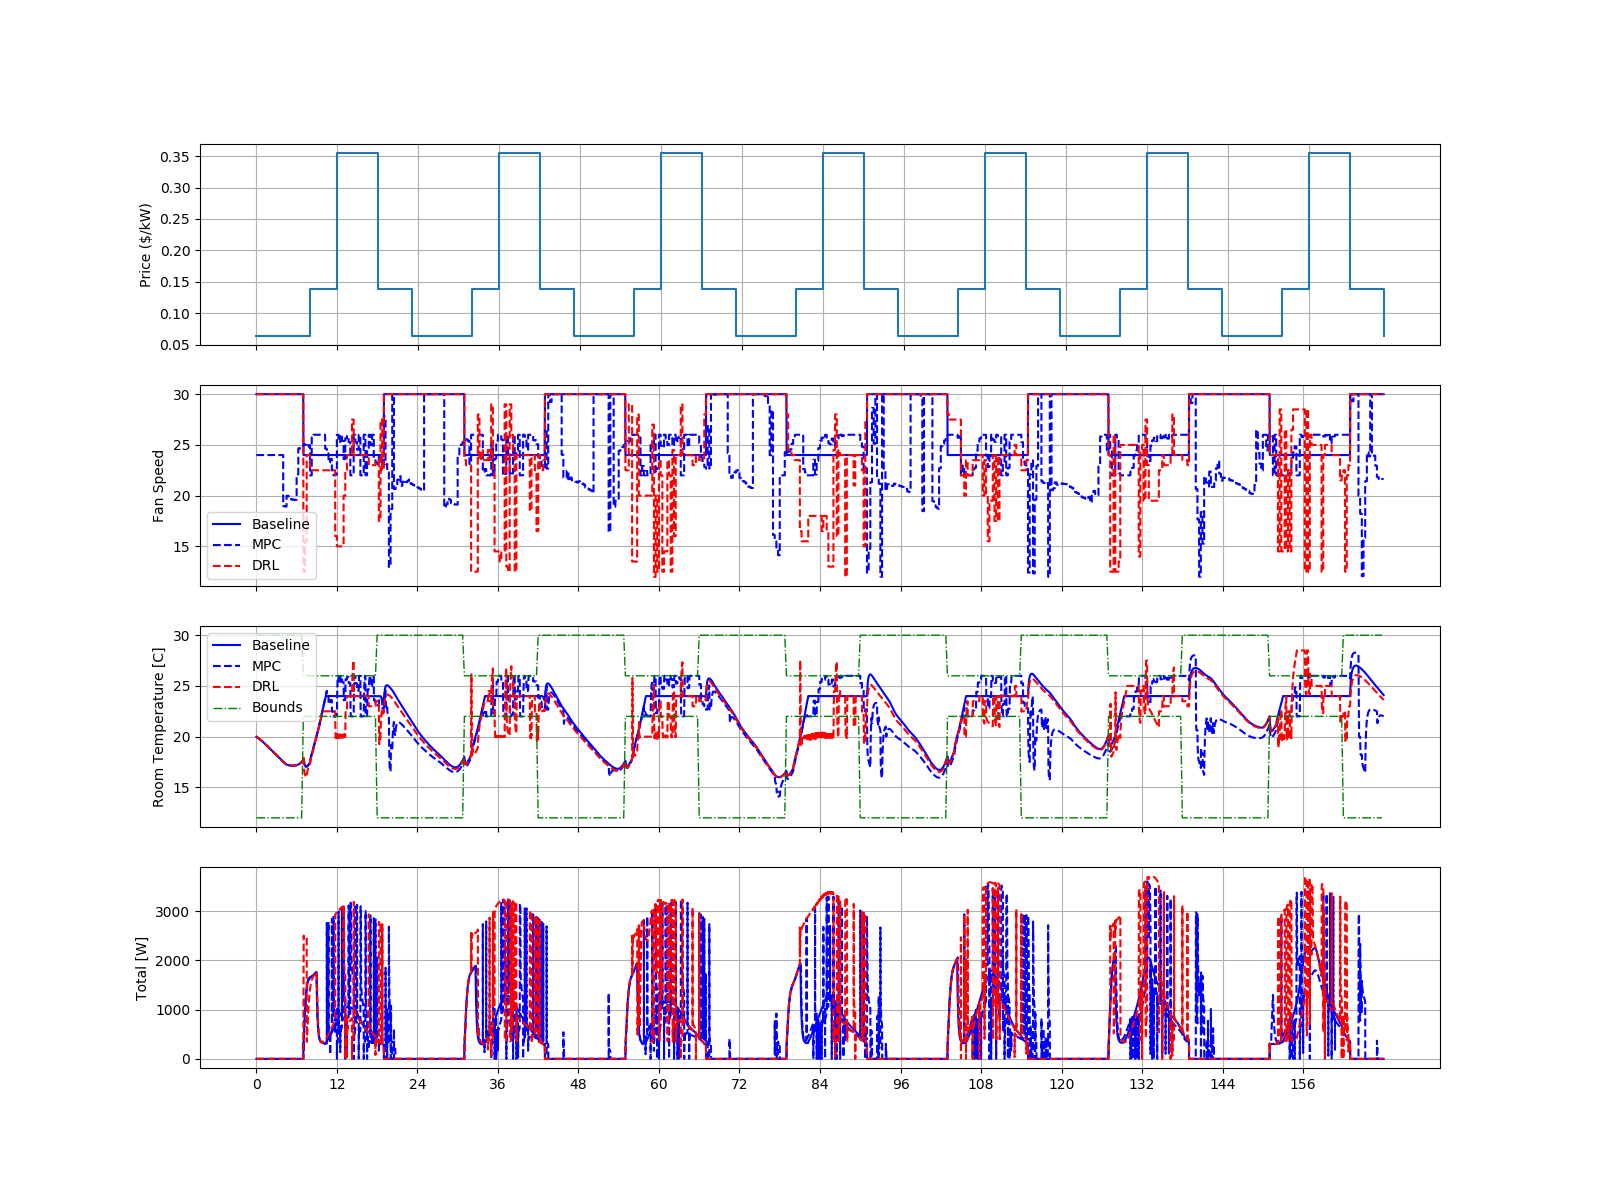 0.35
0.30
0.25
0.20
0.15
0.10
0.05
Price ($/kW)
30
25
20
15
Fan Speed
Baseline
MPC
DRL
30
25
20
15
Room Temperature [C]
Baseline
MPC
DRL
Bounds
3000
2000
1000
0
Total [W]
0 12 24 36 48 60 72 84 96 108 120 132 144 156